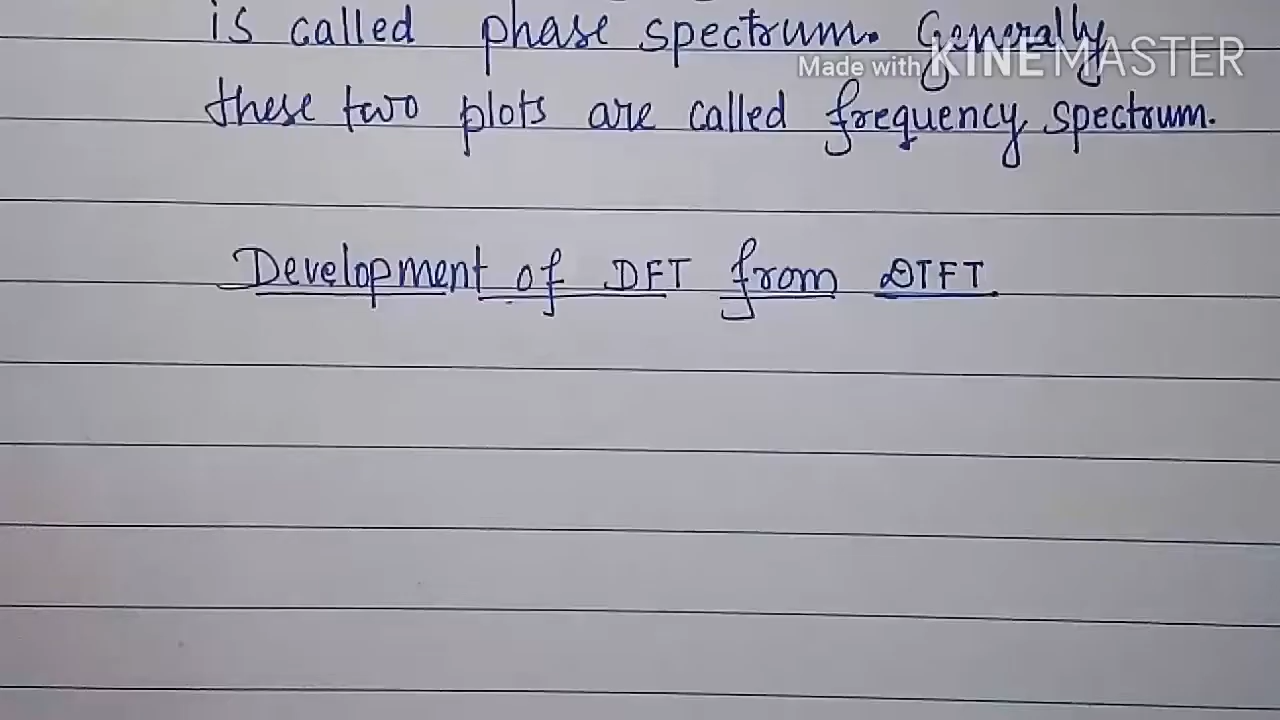 is called phase spectrum. Generally
Made with KINEMASTER
these two plots are called frequency spectrum.
Development of DFT from DTFT